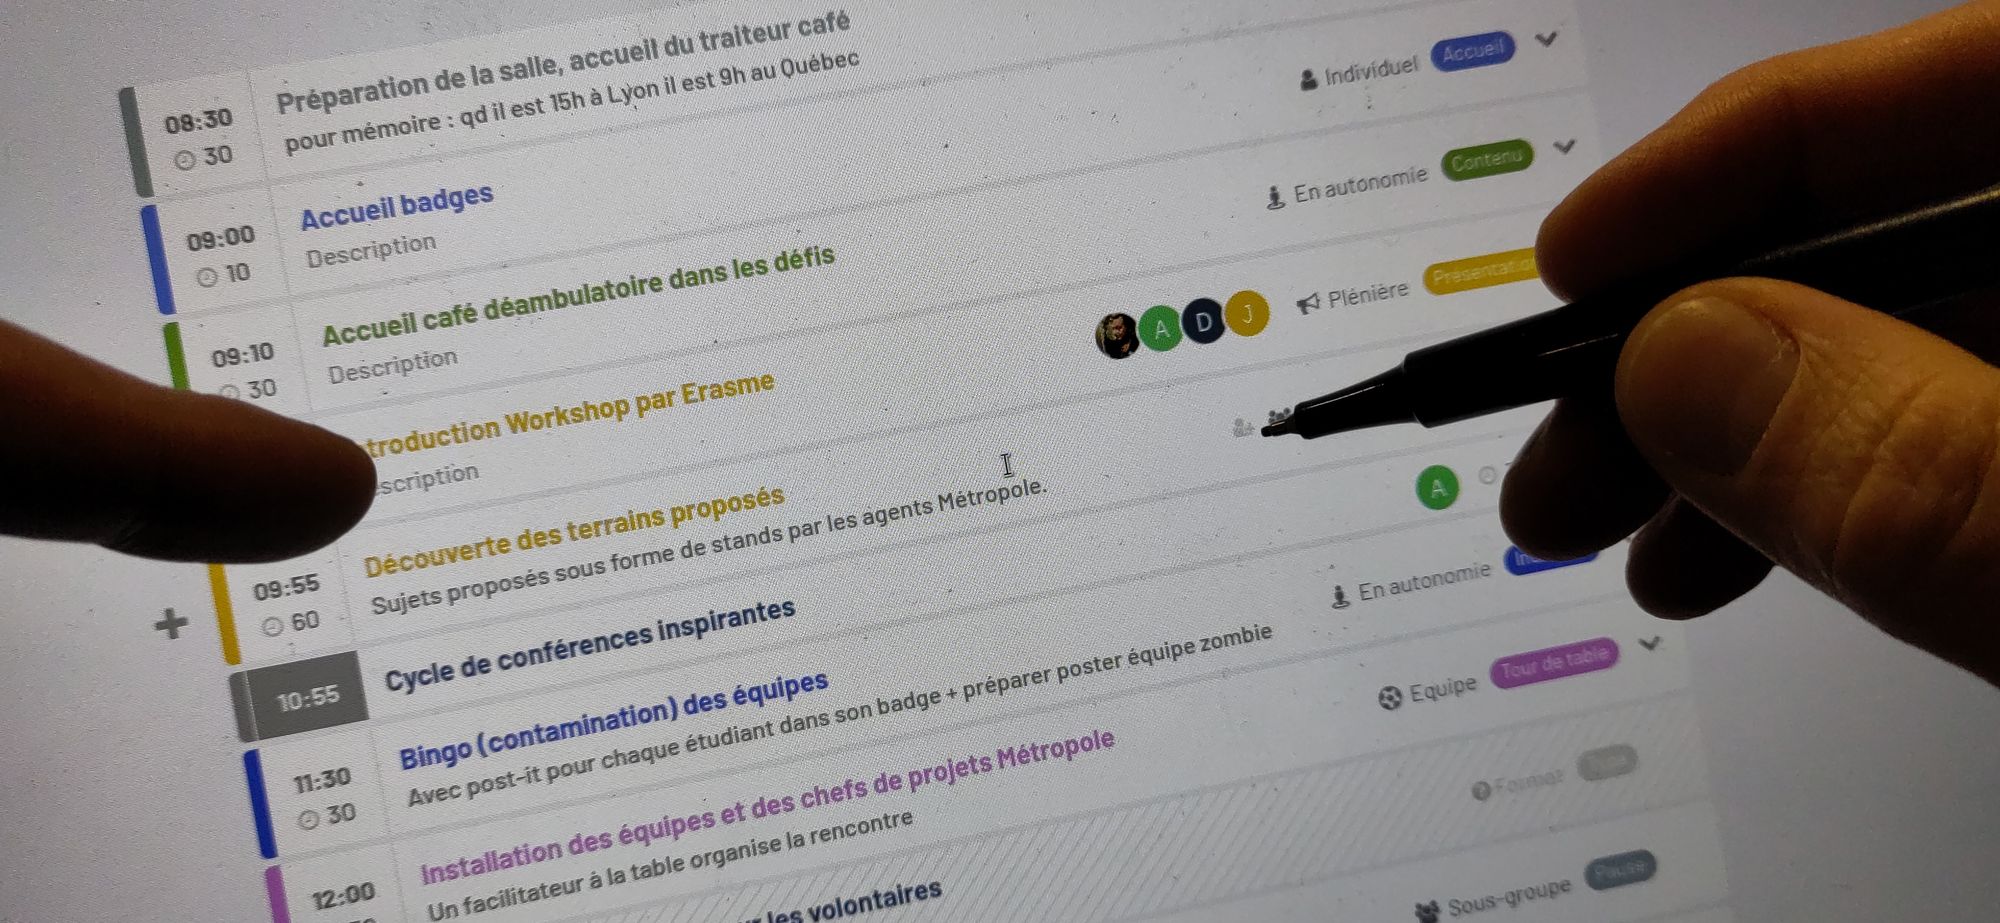 08:30
30
Préparation de la salle, accueil du traiteur café
pour mémoire : qd il est 15h à Lyon il est 9h au Québec
Individuel
Accueil
09:00
10
Accueil badges
Description
En autonomie
Contenu
09:10
30
Accueil café déambulatoire dans les défis
Description
A
D
J
Plénière
troduction Workshop par Erasme
scription
09:55
60
Découverte des terrains proposés
Sujets proposés sous forme de stands par les agents Métropole.
A
10:55
Cycle de conférences inspirantes
11:30
30
Bingo (contamination) des équipes
Avec post-it pour chaque étudiant dans son badge + préparer poster équipe zombie
En autonomie
12:00
Installation des équipes et des chefs de projets Métropole
Un facilitateur à la table organise la rencontre
Equipe
Tour de table
Format
les volontaires
Sous-groupe
Pause